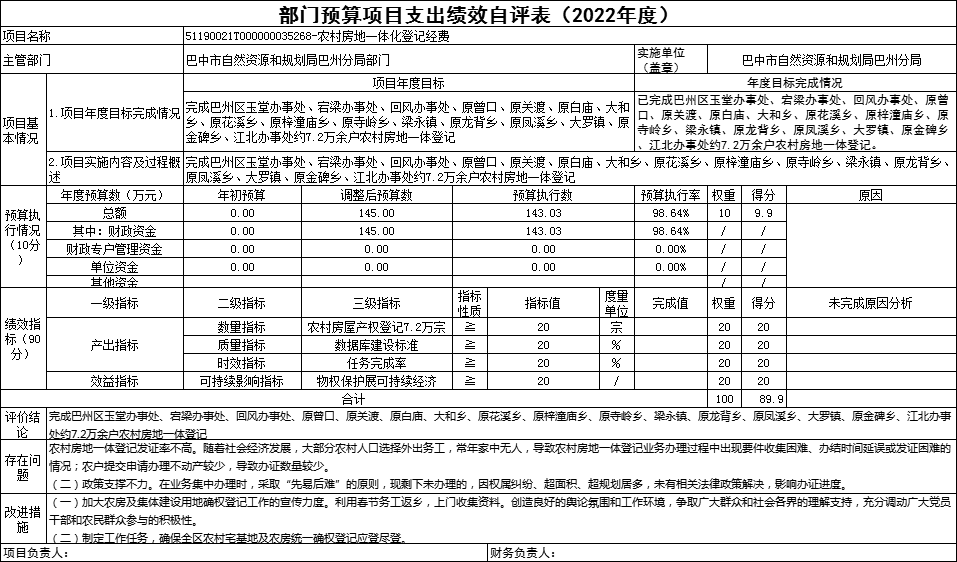 部门预算项目支出绩效自评表（2022年度）
项目名称 51190021T000000035268-农村房地一体化登记经费
主管部门 巴中市自然资源和规划局巴州分局部门 实施单位（盖章） 巴中市自然资源和规划局巴州分局
项目基本情况 1.项目年度目标完成情况 项目年度目标 年度目标完成情况
完成巴州区玉堂办事处、宕梁办事处、回风办事处、原曾口、原关渡、原白庙、大和
乡、原花溪乡、原梓潼庙乡、原寺岭乡、梁永镇、原龙背乡、原凤溪乡、大罗镇、原
金碑乡、江北办事处约7.2万余户农村房地一体登记
已完成巴州区玉堂办事处、宕梁办事处、回风办事处、原曾
口、原关渡、原白庙、大和乡、原花溪乡、原梓潼庙乡、原
寺岭乡、梁永镇、原龙背乡、原凤溪乡、大罗镇、原金碑乡
、江北办事处约7.2万余户农村房地一体登记。
2.项目实施内容及过程概述
完成巴州区玉堂办事处、宕梁办事处、回风办事处、原曾口、原关渡、原白庙、大和乡、原花溪乡、原梓潼庙乡、原寺岭乡、梁永镇、原龙背乡、
原凤溪乡、大罗镇、原金碑乡、江北办事处约7.2万余户农村房地一体登记
预算执行情况（10分） 年度预算数（万元） 年初预算 调整后预算数 预算执行数 预算执行率 权重 得分 原因
总额 0.00 145.00 143.03 98.64% 10 9.9
其中：财政资金 0.00 145.00 143.03 98.64% / /
财政专户管理资金 0.00 0.00 0.00 0.00% / /
单位资金 0.00 0.00 0.00 0.00% / /
其他资金 / /
绩效指标（90分） 一级指标 二级指标 三级指标 指标性质 指标值 度量单位 完成值 权重 得分 未完成原因分析
产出指标 数量指标 农村房屋产权登记7.2万宗 ≧ 20 宗 20 20
质量指标 数据库建设标准 ≧ 20 % 20 20
时效指标 任务完成率 ≧ 20 % 20 20
效益指标 可持续影响指标 物权保护展可持续经济 ≧ 20 / 20 20
合计 100 89.9
评价结论
完成巴州区玉堂办事处、宕梁办事处、回风办事处、原曾口、原关渡、原白庙、大和乡、原花溪乡、原梓潼庙乡、原寺岭乡、梁永镇、原龙背乡、原凤溪乡、大罗镇、原金碑乡、江北办事
处约7.2万余户农村房地一体登记
存在问题
农村房地一体登记发证率不高。随着社会经济发展，大部分农村人口选择外出务工，常年家中无人，导致农村房地一体登记业务办理过程中出现要件收集困难、办结时间延误或发证困难的
情况；农户提交申请办理不动产较少，导致办证数量较少。
（二）政策支撑不力。在业务集中办理时，采取“先易后难”的原则，现剩下未办理的，因权属纠纷、超面积、超规划居多，未有相关法律政策解决，影响办证进度。
改进措施
（一）加大农房及集体建设用地确权登记工作的宣传力度。利用春节务工返乡，上门收集资料。创造良好的舆论氛围和工作环境，争取广大群众和社会各界的理解支持，充分调动广大党员
干部和农民群众参与的积极性。
（二）制定工作任务，确保全区农村宅基地及农房统一确权登记应登尽登。
项目负责人： 财务负责人：